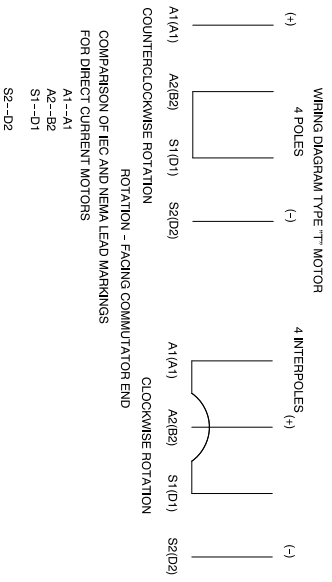 WIRING DIAGRAM TYPE "T" MOTOR
4 POLES 4 INTERPOLES
(+) (-) (+) (-)
A1(A1) A2(B2) S1(D1) S2(D2) A1(A1) A2(B2) S1(D1) S2(D2)
COUNTERCLOCKWISE ROTATION CLOCKWISE ROTATION
ROTATION - FACING COMMUTATOR END
COMPARISON OF IEC AND NEMA LEAD MARKINGS
FOR DIRECT CURRENT MOTORS
A1--A1
A2--B2
S1--D1
S2--D2